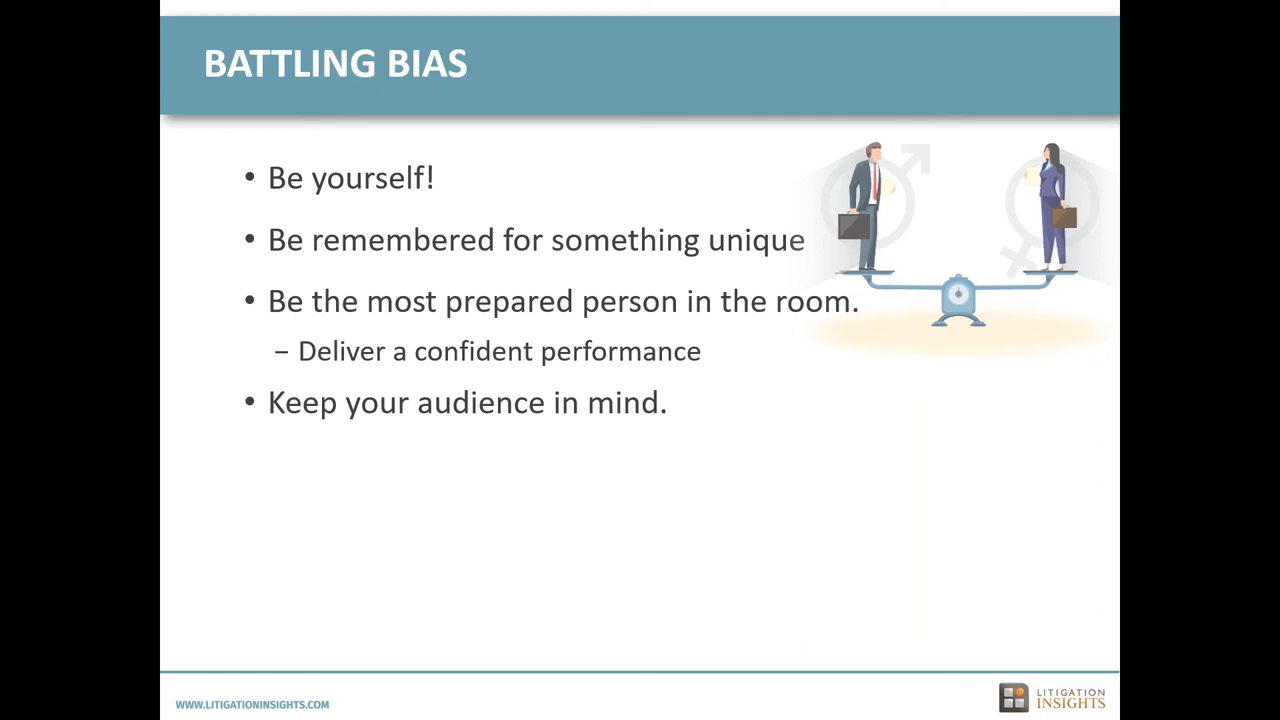 BATTLING BIAS
• Be yourself!
• Be remembered for something unique
• Be the most prepared person in the room.
– Deliver a confident performance
• Keep your audience in mind.
WWW.LITIGATIONINSIGHTS.COM
LITIGATION
INSIGHTS